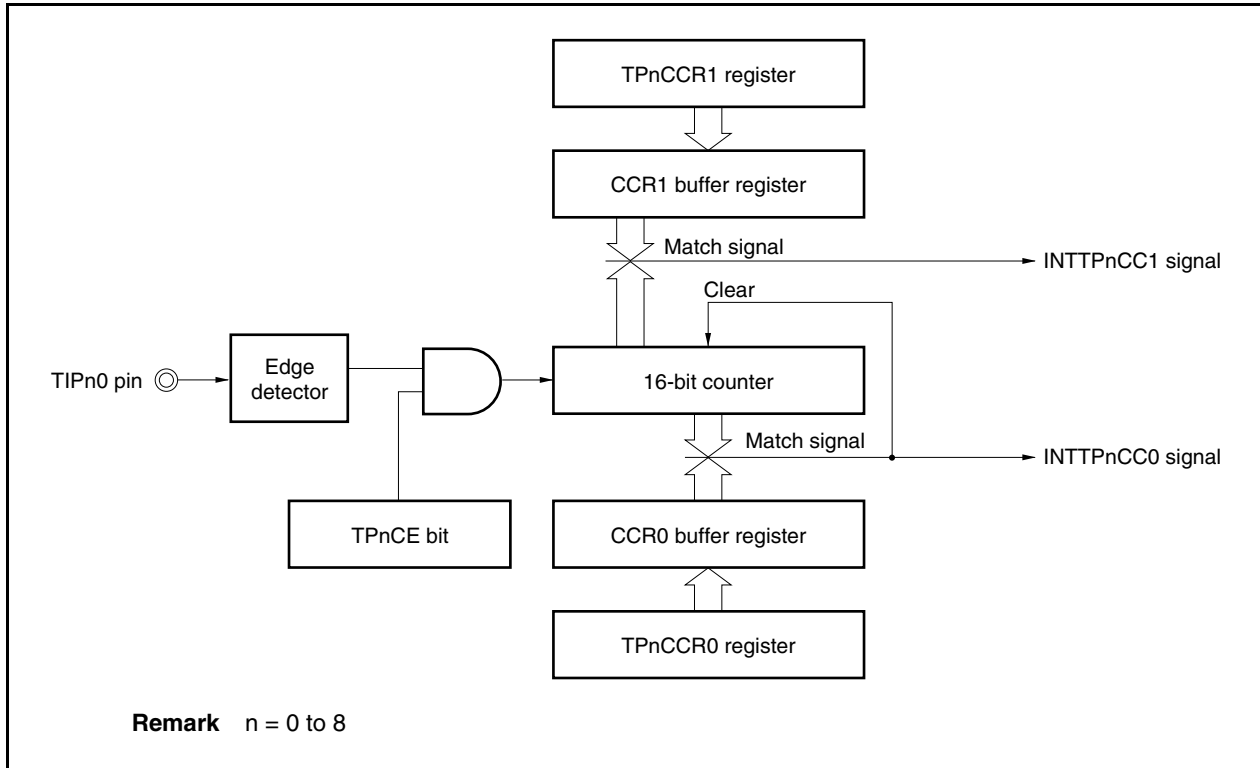 TPnCCR1 register
CCR1 buffer register
Match signal
INTTPnCC1 signal
Clear
TIPn0 pin
Edge
detector
16-bit counter
Match signal
INTTPnCC0 signal
TPnCE bit
CCR0 buffer register
TPnCCR0 register
Remark n = 0 to 8